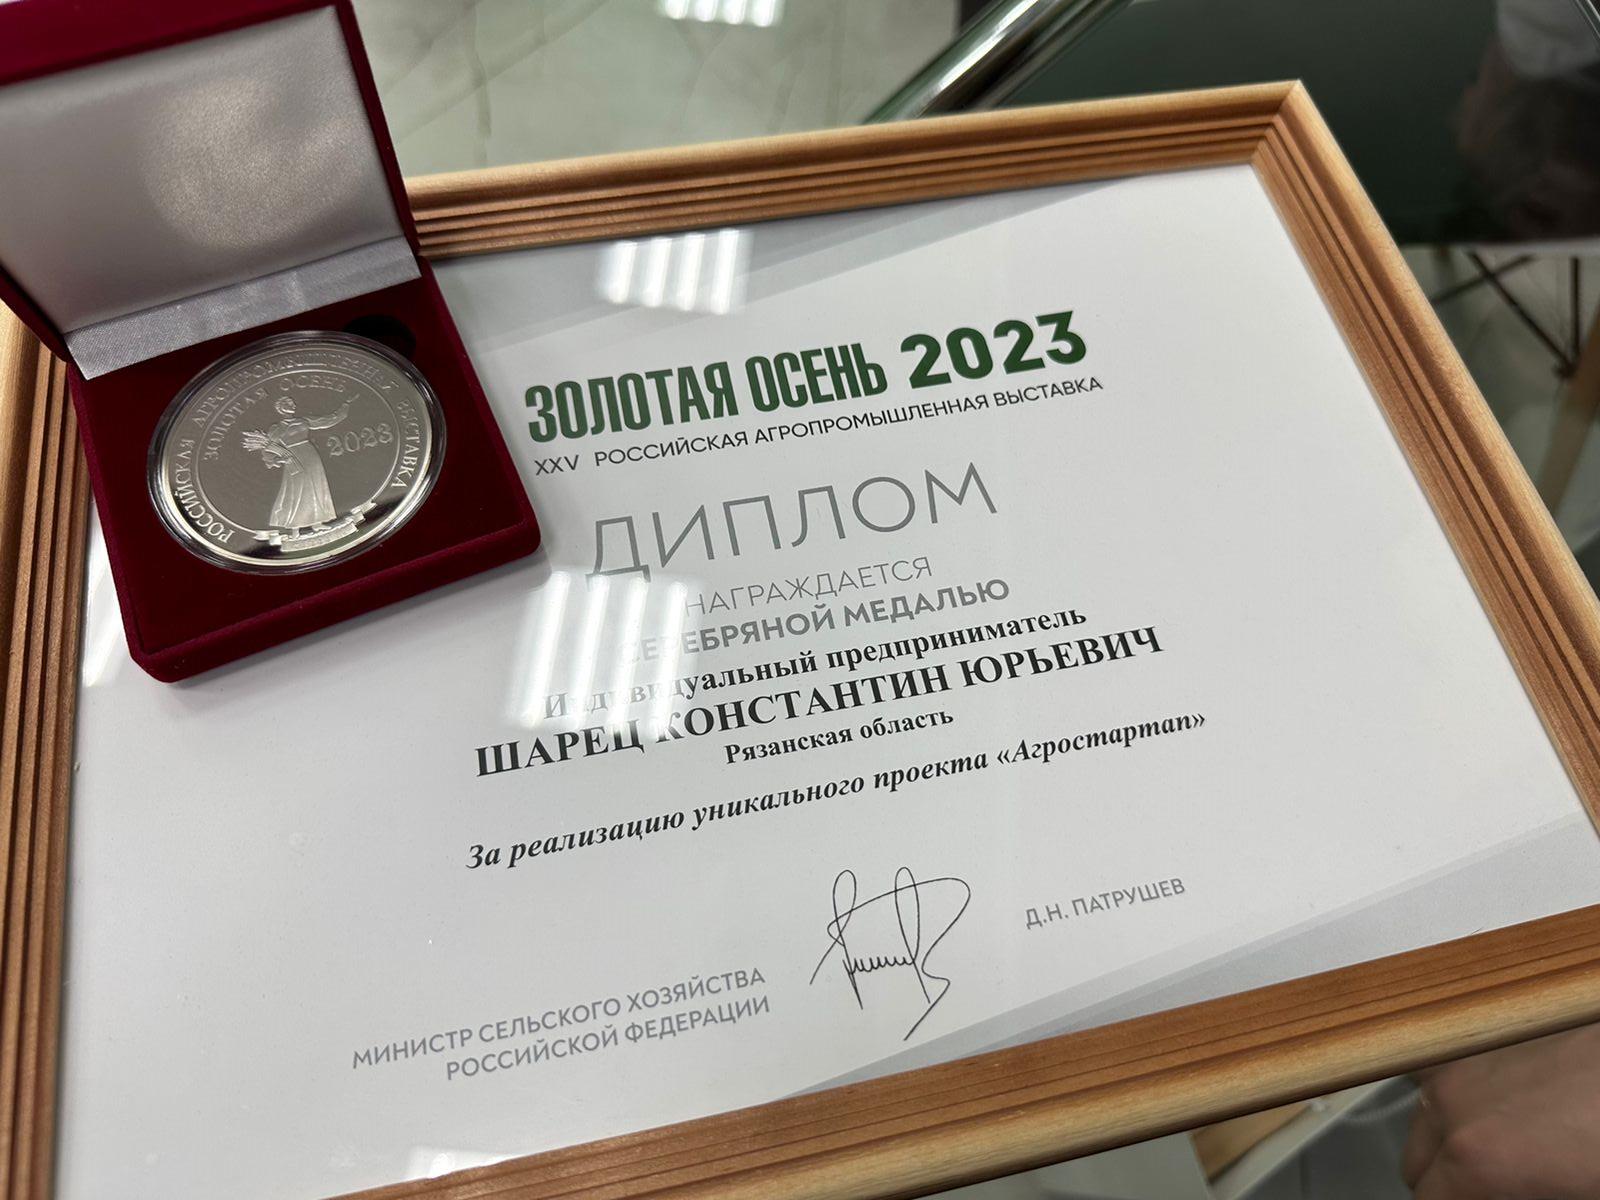 РОССИЙСКАЯ АГРОПРОМЫШЛЕННАЯ ВЫСТАВКА
ЗОЛОТАЯ ОСЕНЬ
2023
ЗОЛОТАЯ ОСЕНЬ 2023
XXV РОССИЙСКАЯ АГРОПРОМЫШЛЕННАЯ ВЫСТАВКА
ДИПЛОМ
НАГРАЖДАЕТСЯ
СЕРЕБРЯНОЙ МЕДАЛЬЮ
Индивидуальный предприниматель
ШАРЕЦ КОНСТАНТИН ЮРЬЕВИЧ
Рязанская область
За реализацию уникального проекта «Агростартап»
МИНИСТР СЕЛЬСКОГО ХОЗЯЙСТВА
РОССИЙСКОЙ ФЕДЕРАЦИИ
Д.Н. ПАТРУШЕВ